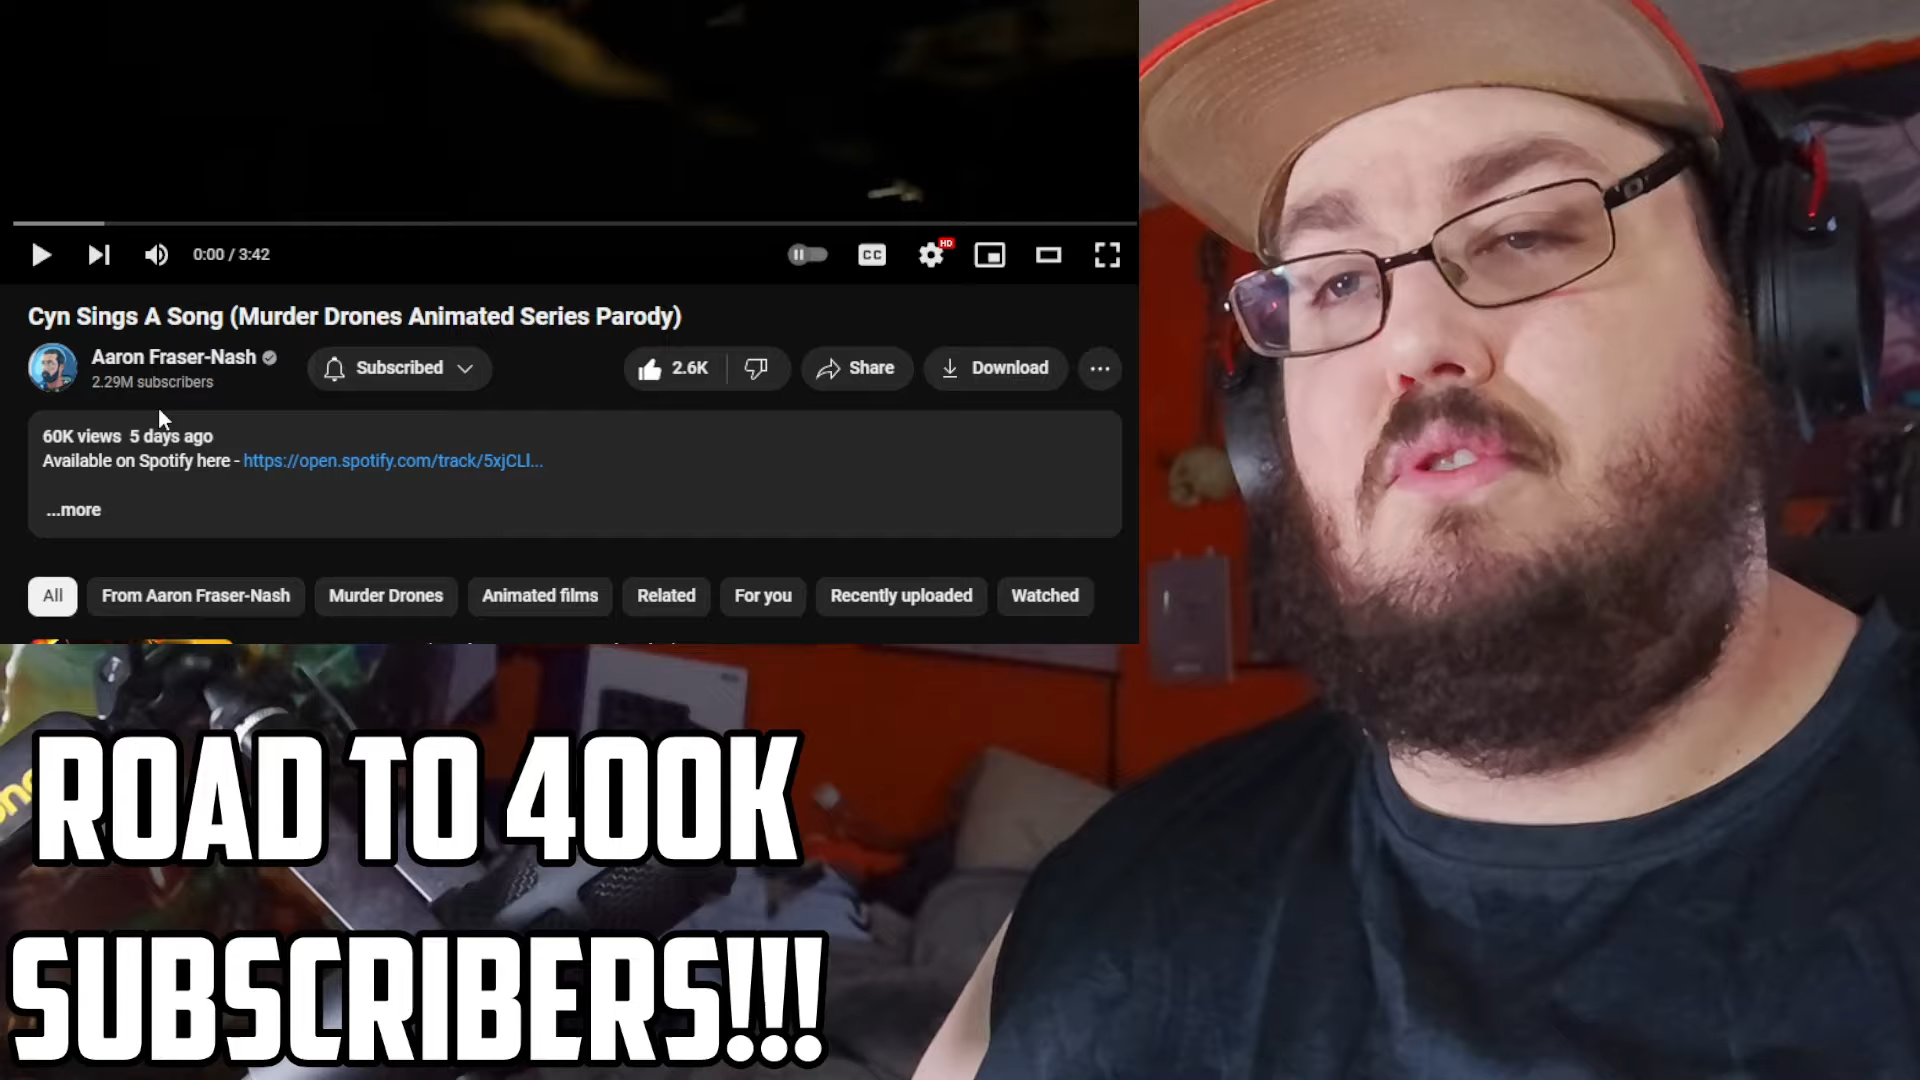 0:00 / 3:42
CC
HD
Cyn Sings A Song (Murder Drones Animated Series Parody)
Aaron Fraser-Nash
2.29M subscribers
Subscribed
2.6K
Share
Download
60K views 5 days ago
Available on Spotify here - https://open.spotify.com/track/5xjCLI...
...more
All
From Aaron Fraser-Nash
Murder Drones
Animated films
Related
For you
Recently uploaded
Watched
ROAD TO 400K
SUBSCRIBERS!!!